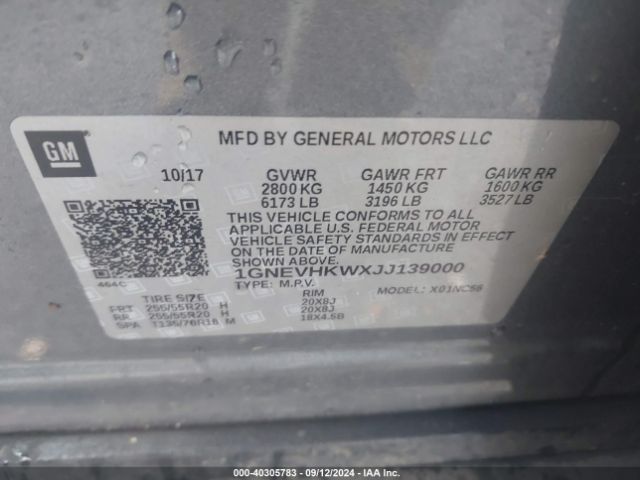 GM
MFD BY GENERAL MOTORS LLC
10/17 GVWR GAWR FRT GAWR RR
2800 KG 1450 KG 1600 KG
6173 LB 3196 LB 3527 LB
THIS VEHICLE CONFORMS TO ALL
APPLICABLE U.S. FEDERAL MOTOR
VEHICLE SAFETY STANDARDS IN EFFECT
ON THE DATE OF MANUFACTURE
SHOWN ABOVE.
1GNEVHKWXJJ139000
464C TYPE: M.P.V. MODEL: X01NC56
TIRE SIZE RIM
FRT 255/55R20 H 20X8J
RR 255/55R20 H 20X8J
SPA T135/70R18 M 18X4.5B
000-40305783 - 09/12/2024 - IAA Inc.